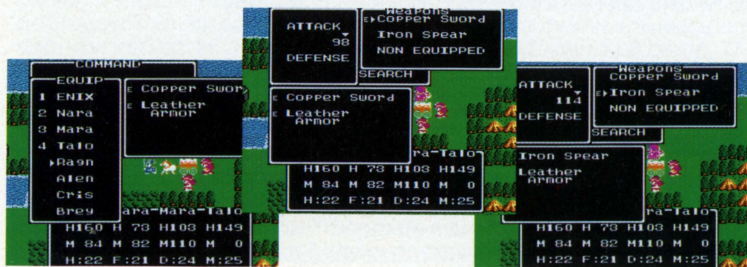 COMMAND
EQUIP
1 ENIX
2 Nara
3 Mara
4 Talo
Ragn
Alen
Cris
Brey
E Copper Swor
E Leather
Armor
ara-Mara-Talo
H160 H 73 H103 H149
M 84 M 82 M110 M 0
H:22 F:21 D:24 M:25
ATTACK
98
DEFENSE
Weapons
E Copper Sword
Iron Spear
NON EQUIPPED
SEARCH
E Copper Sword
E Leather
Armor
ra-Talo
H160 H 73 H103 H149
M 84 M 82 M110 M 0
H:22 F:21 D:24 M:25
ATTACK
114
DEFENSE
Weapons
Copper Sword
E Iron Spear
NON EQUIPPED
SEARCH
Iron Spear
Leather
Armor
ra-Talo
H160 H 73 H103 H149
M 84 M 82 M110 M 0
H:22 F:21 D:24 M:25